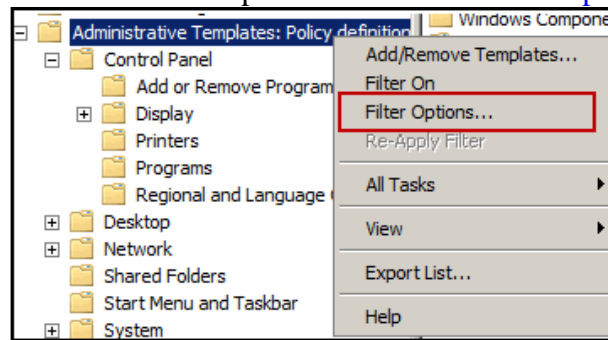 Administrative Templates: Policy definition
Control Panel
Add or Remove Program
Display
Printers
Programs
Regional and Language
Desktop
Network
Shared Folders
Start Menu and Taskbar
System
Windows Compone
Add/Remove Templates...
Filter On
Filter Options...
Re-Apply Filter
All Tasks
View
Export List...
Help